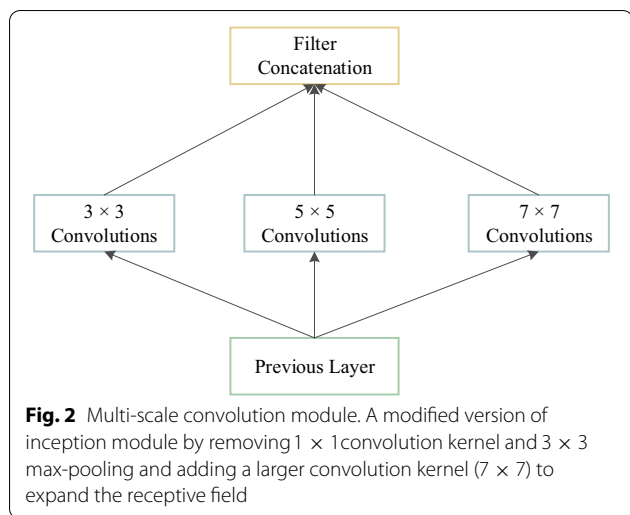 Filter
Concatenation
3 × 3
Convolutions
5 × 5
Convolutions
7 × 7
Convolutions
Previous Layer
Fig. 2 Multi-scale convolution module. A modified version of
inception module by removing 1 × 1convolution kernel and 3 × 3
max-pooling and adding a larger convolution kernel (7 × 7) to
expand the receptive field